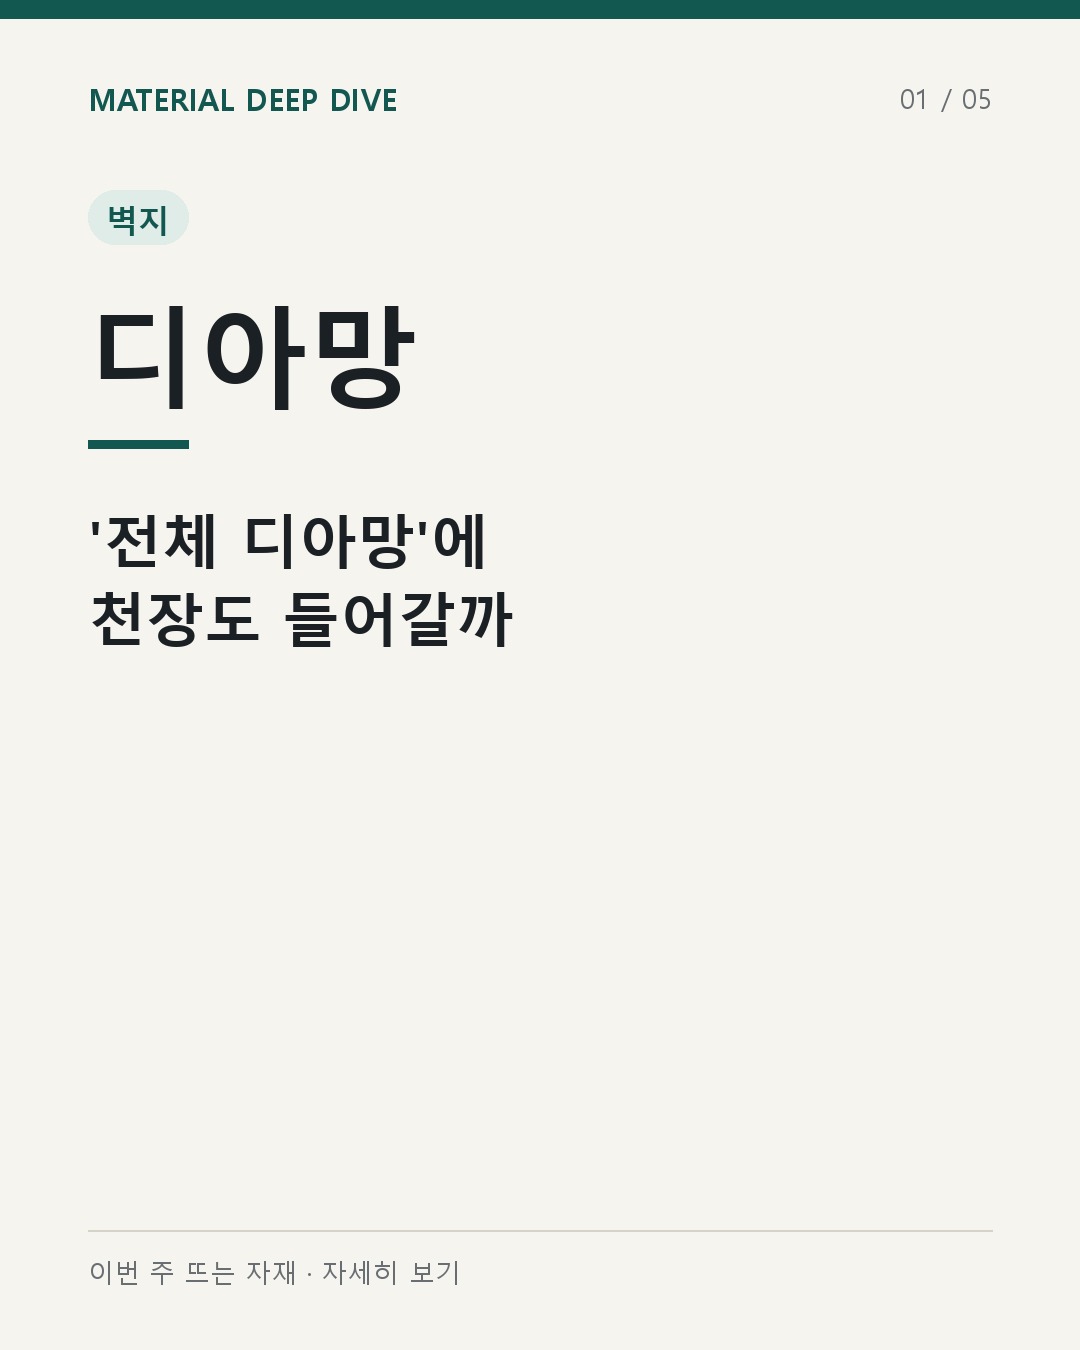 MATERIAL DEEP DIVE
01 / 05
벽지
디아망
'전체 디아망'에
천장도 들어갈까
이번 주 뜨는 자재 · 자세히 보기